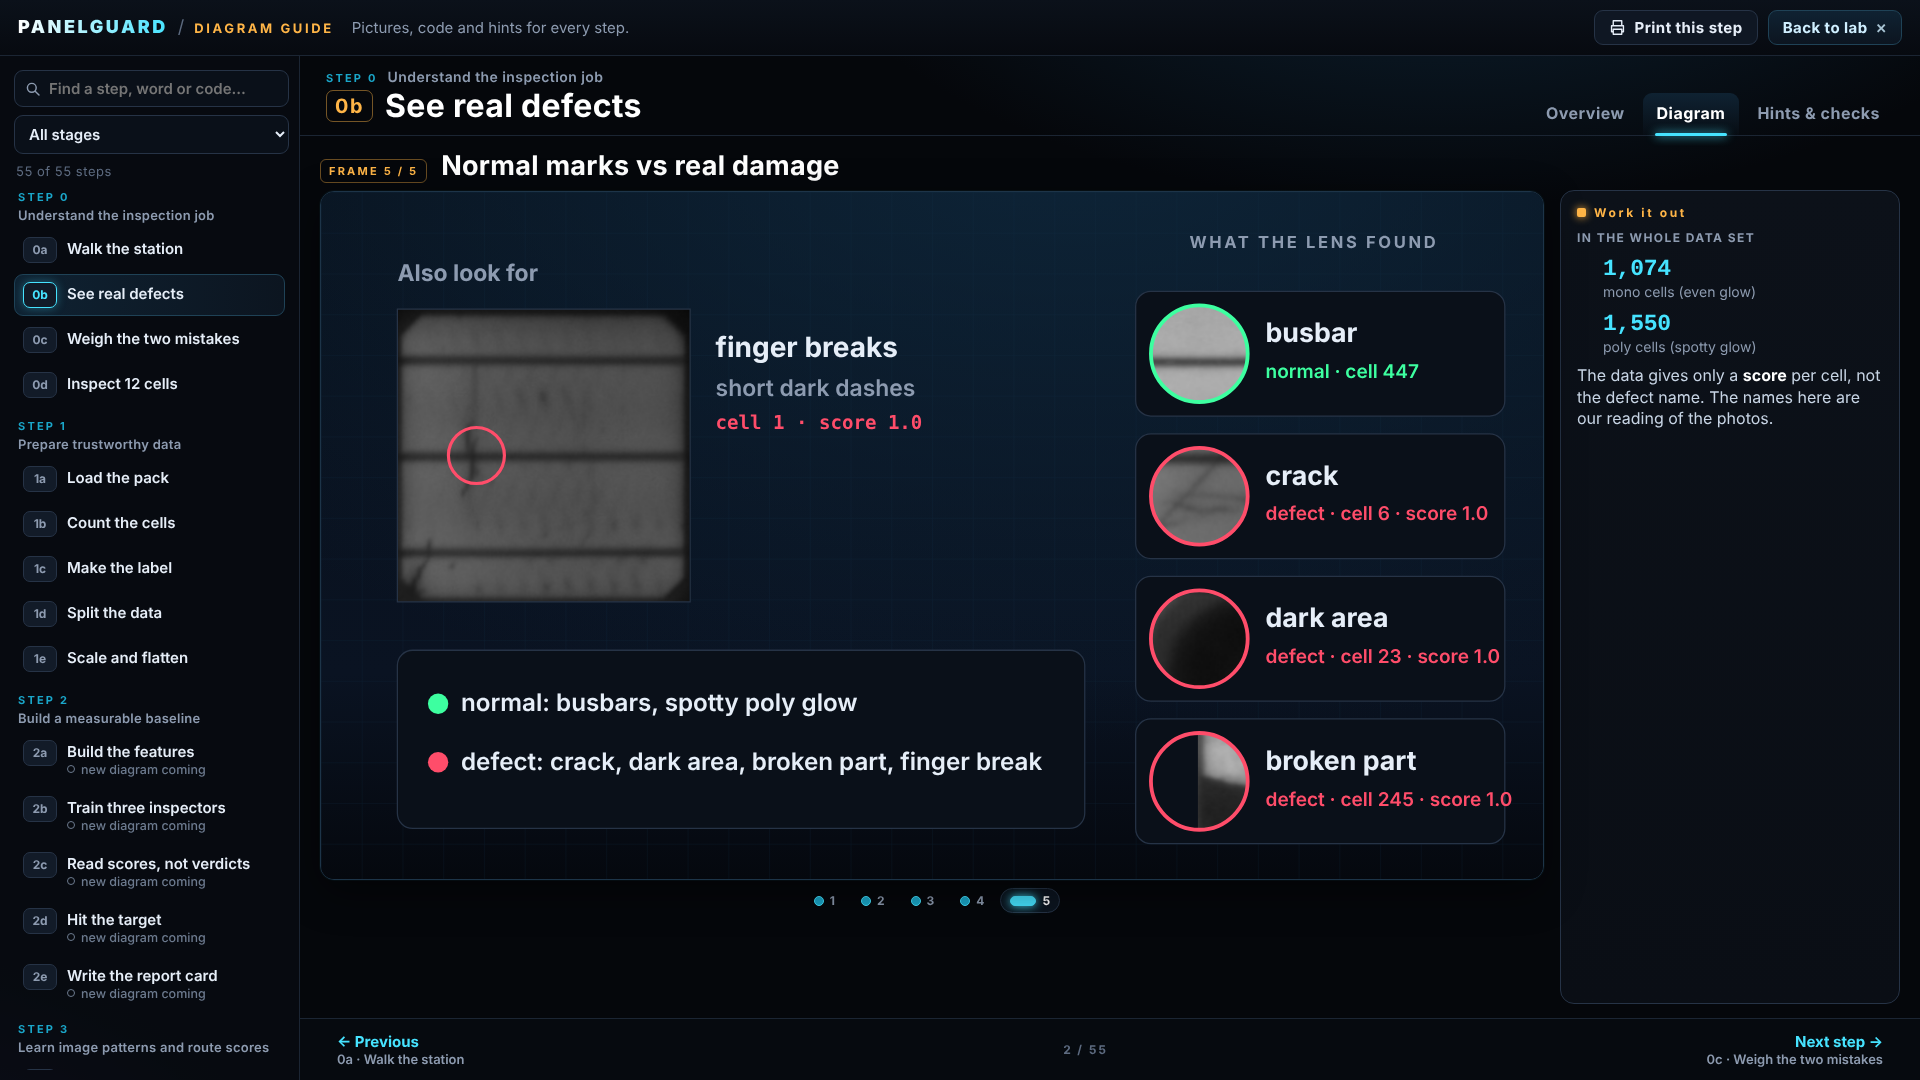 PANELGUARD / DIAGRAM GUIDE Pictures, code and hints for every step.
Print this step
Back to lab ×
Find a step, word or code...
All stages
55 of 55 steps
STEP 0
Understand the inspection job
0a Walk the station
0b See real defects
0c Weigh the two mistakes
0d Inspect 12 cells
STEP 1
Prepare trustworthy data
1a Load the pack
1b Count the cells
1c Make the label
1d Split the data
1e Scale and flatten
STEP 2
Build a measurable baseline
2a Build the features
new diagram coming
2b Train three inspectors
new diagram coming
2c Read scores, not verdicts
new diagram coming
2d Hit the target
new diagram coming
2e Write the report card
new diagram coming
STEP 3
Learn image patterns and route scores
STEP 0 Understand the inspection job
0b See real defects
Overview
Diagram
Hints & checks
FRAME 5 / 5 Normal marks vs real damage
Also look for
finger breaks
short dark dashes
cell 1 · score 1.0
normal: busbars, spotty poly glow
defect: crack, dark area, broken part, finger break
WHAT THE LENS FOUND
busbar
normal · cell 447
crack
defect · cell 6 · score 1.0
dark area
defect · cell 23 · score 1.0
broken part
defect · cell 245 · score 1.0
1
2
3
4
5
Work it out
IN THE WHOLE DATA SET
1,074
mono cells (even glow)
1,550
poly cells (spotty glow)
The data gives only a score per cell, not
the defect name. The names here are
our reading of the photos.
← Previous
0a · Walk the station
2 / 55
Next step →
0c · Weigh the two mistakes